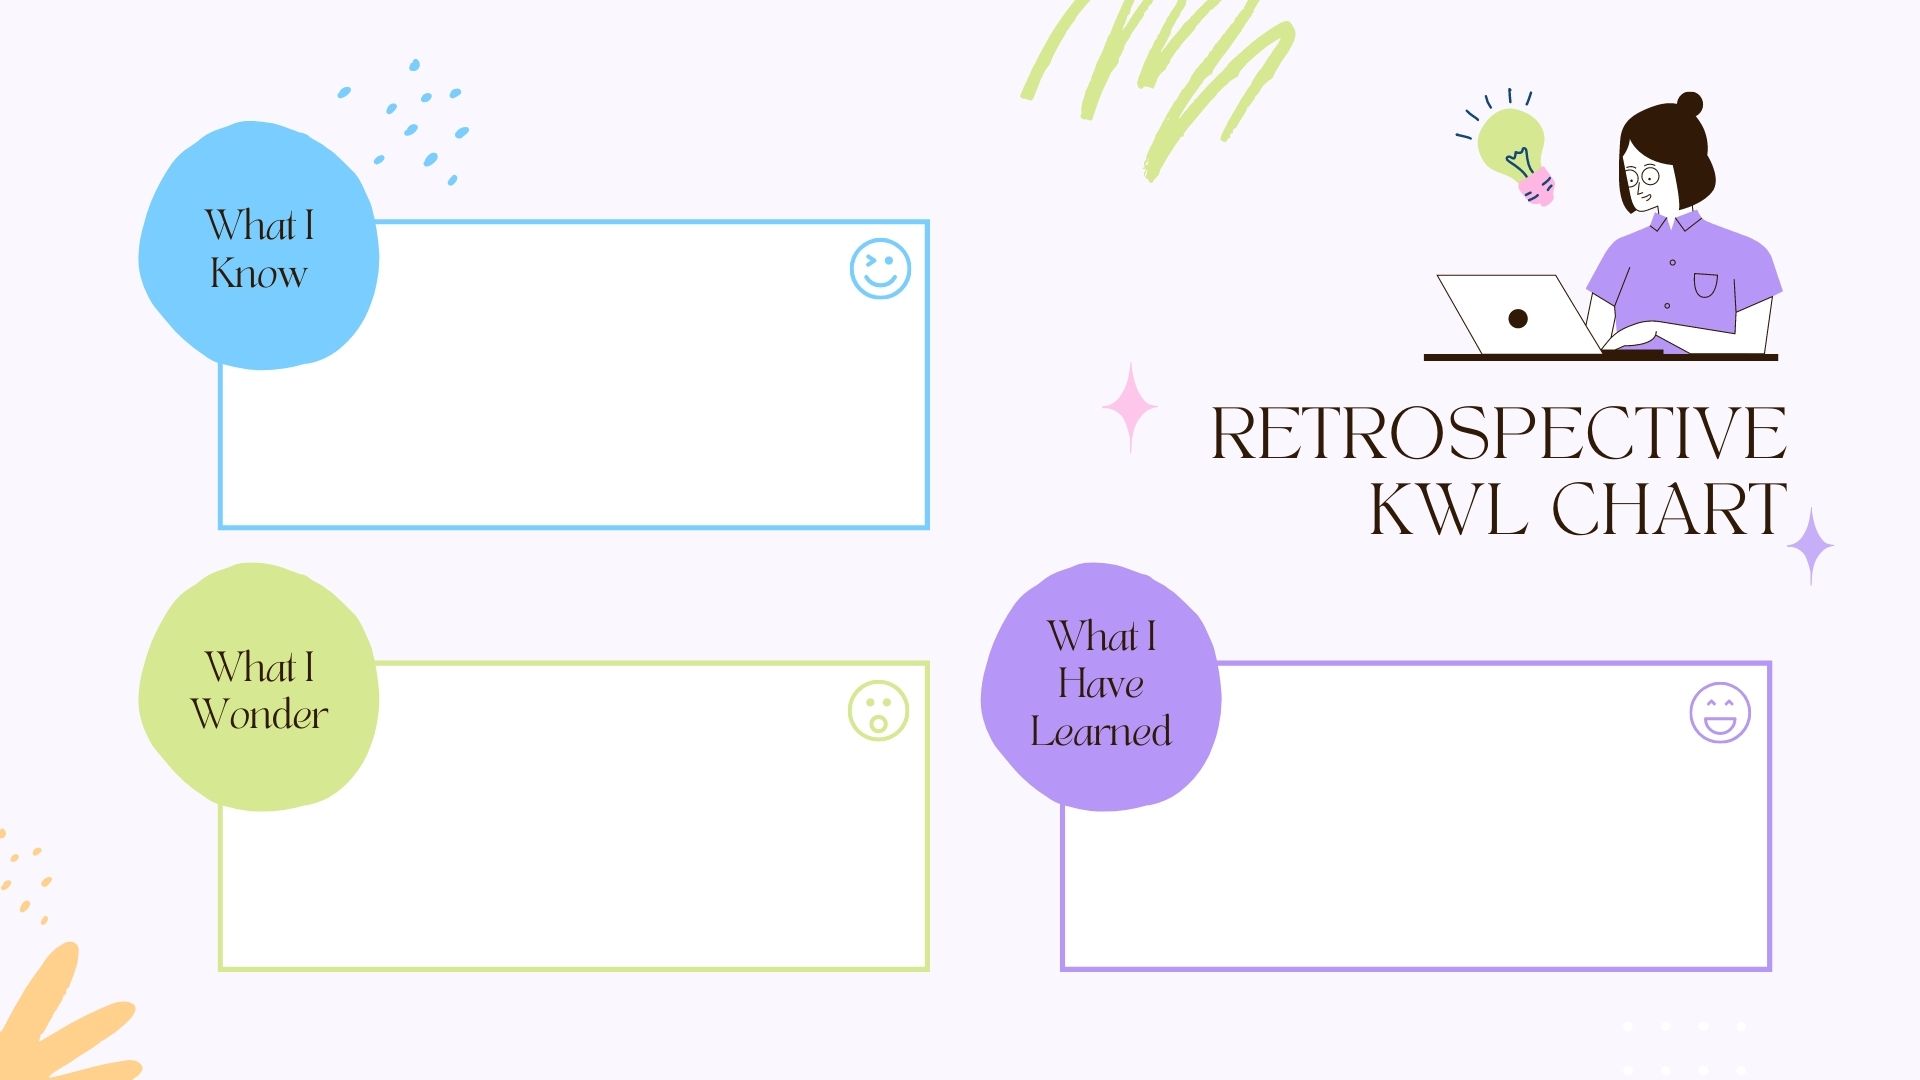 What I
Know
RETROSPECTIVE
KWL CHART
What I
Wonder
What I
Have
Learned